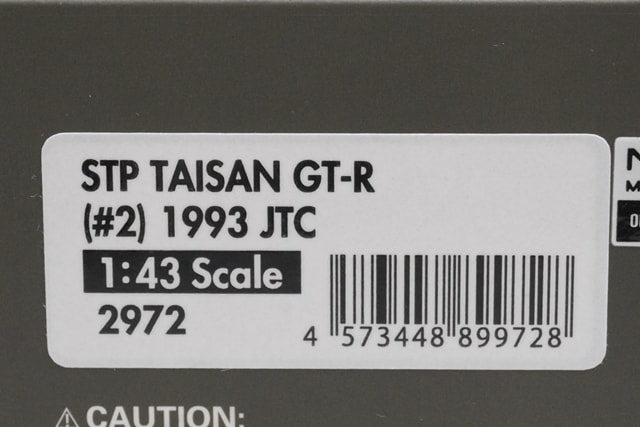 STP TAISAN GT-R
(#2) 1993 JTC
1:43 Scale
2972
4 573448 899728
CAUTION: